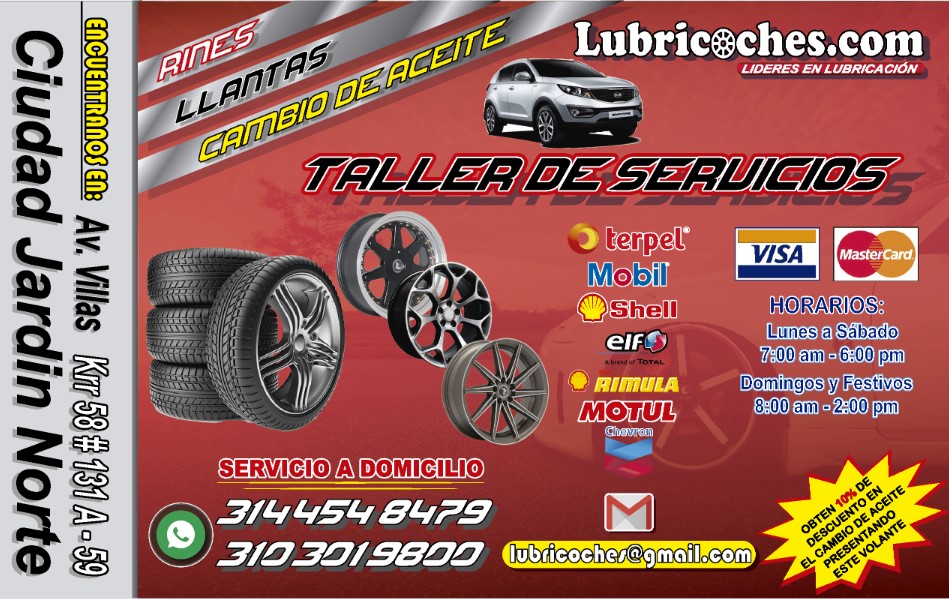 ENCUENTRANOS EN: Av. Villas Krr 58 # 131 A - 59
Ciudad Jardin Norte
RINES
LLANTAS
CAMBIO DE ACEITE
Lubricoches.com
LIDERES EN LUBRICACIÓN
TALLER DE SERVICIOS
terpel
Mobil
Shell
elf
A brand of TOTAL
RIMULA
MOTUL
Chevron
VISA
MasterCard
HORARIOS:
Lunes a Sábado
7:00 am - 6:00 pm
Domingos y Festivos
8:00 am - 2:00 pm
SERVICIO A DOMICILIO
314 454 8479
310 301 9800
lubricoches@gmail.com
OBTEN 10% DE
DESCUENTO EN
EL CAMBIO DE ACEITE
PRESENTANDO
ESTE VOLANTE